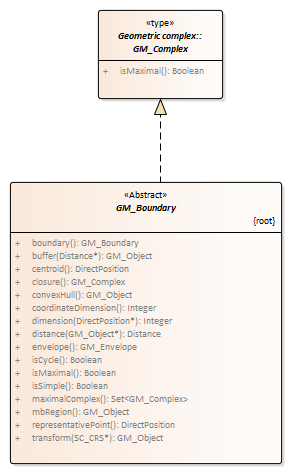 «type»
Geometric complex::
GM_Complex
+ isMaximal(): Boolean
«Abstract»
GM_Boundary
{root}
+ boundary(): GM_Boundary
+ buffer(Distance*): GM_Object
+ centroid(): DirectPosition
+ closure(): GM_Complex
+ convexHull(): GM_Object
+ coordinateDimension(): Integer
+ dimension(DirectPosition*): Integer
+ distance(GM_Object*): Distance
+ envelope(): GM_Envelope
+ isCycle(): Boolean
+ isMaximal(): Boolean
+ isSimple(): Boolean
+ maximalComplex(): Set<GM_Complex>
+ mbRegion(): GM_Object
+ representativePoint(): DirectPosition
+ transform(SC_CRS*): GM_Object